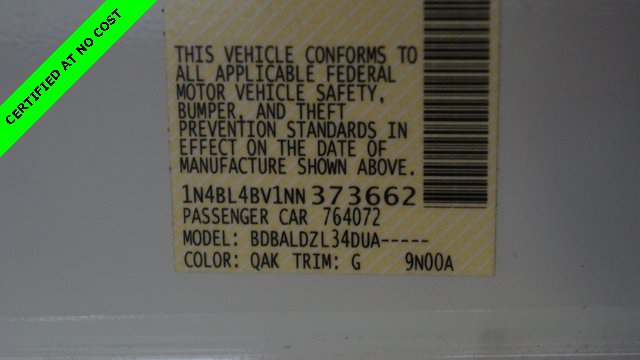 CERTIFIED AT NO COST
THIS VEHICLE CONFORMS TO
ALL APPLICABLE FEDERAL
MOTOR VEHICLE SAFETY,
BUMPER, AND THEFT
PREVENTION STANDARDS IN
EFFECT ON THE DATE OF
MANUFACTURE SHOWN ABOVE.
1N4BL4BV1NN373662
PASSENGER CAR 764072
MODEL: BDBALDZL34DUA-----
COLOR: QAK TRIM: G 9N00A